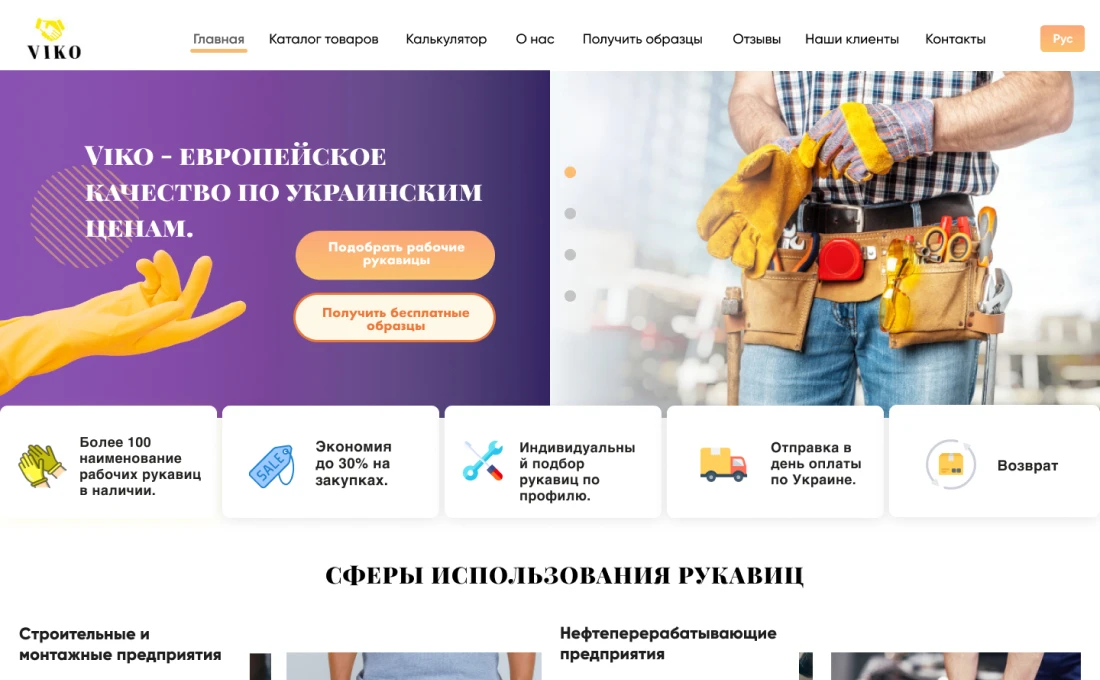 VIKO
Главная
Каталог товаров
Калькулятор
О нас
Получить образцы
Отзывы
Наши клиенты
Контакты
Рус
Viko - европейское
качество по украинским
ценам.
Подобрать рабочие
рукавицы
Получить бесплатные
образцы
Более 100
наименование
рабочих рукавиц
в наличии.
SALE
Экономия
до 30% на
закупках.
Индивидуальны
й подбор
рукавиц по
профилю.
Отправка в
день оплаты
по Украине.
Возврат
СФЕРЫ ИСПОЛЬЗОВАНИЯ РУКАВИЦ
Строительные и
монтажные предприятия
Нефтеперерабатывающие
предприятия